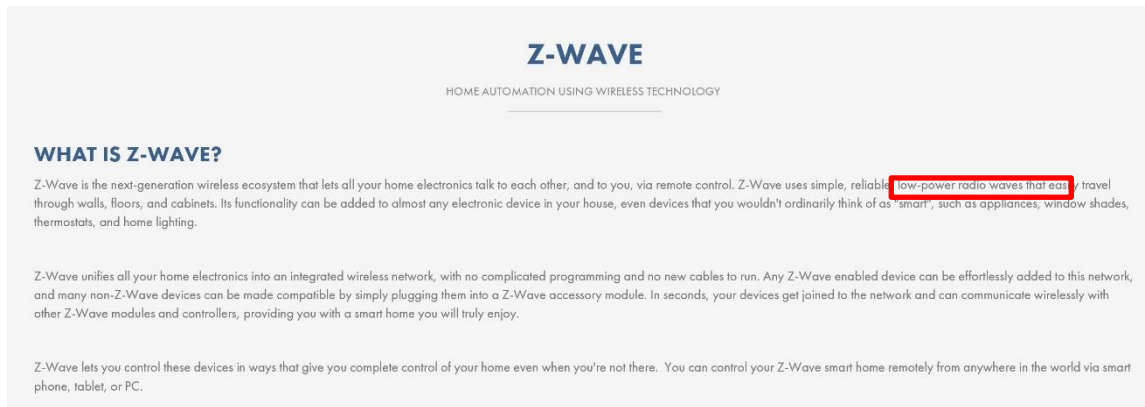 Z-WAVE
HOME AUTOMATION USING WIRELESS TECHNOLOGY
WHAT IS Z-WAVE?
Z-Wave is the next-generation wireless ecosystem that lets all your home electronics talk to each other, and to you, via remote control. Z-Wave uses simple, reliable, low-power radio waves that easily travel
through walls, floors, and cabinets. Its functionality can be added to almost any electronic device in your house, even devices that you wouldn't ordinarily think of as "smart", such as appliances, window shades,
thermostats, and home lighting.
Z-Wave unifies all your home electronics into an integrated wireless network, with no complicated programming and no new cables to run. Any Z-Wave enabled device can be effortlessly added to this network,
and many non-Z-Wave devices can be made compatible by simply plugging them into a Z-Wave accessory module. In seconds, your devices get joined to the network and can communicate wirelessly with
other Z-Wave modules and controllers, providing you with a smart home you will truly enjoy.
Z-Wave lets you control these devices in ways that give you complete control of your home even when you're not there. You can control your Z-Wave smart home remotely from anywhere in the world via smart
phone, tablet, or PC.